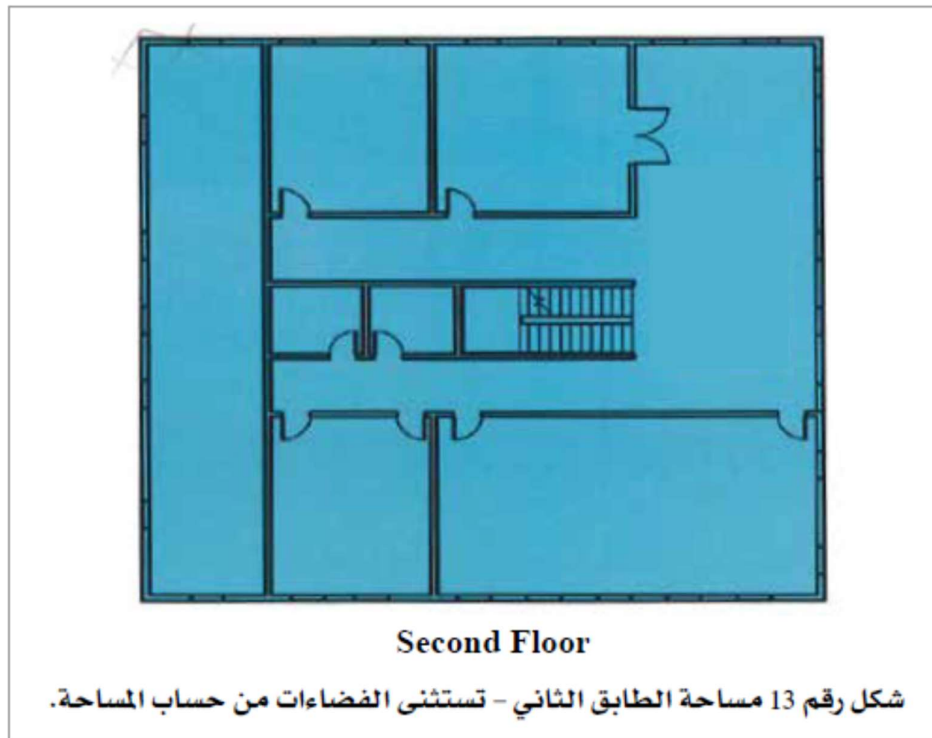 Second Floor
شكل رقم 13 مساحة الطابق الثاني – تستثنى الفضاءات من حساب المساحة.